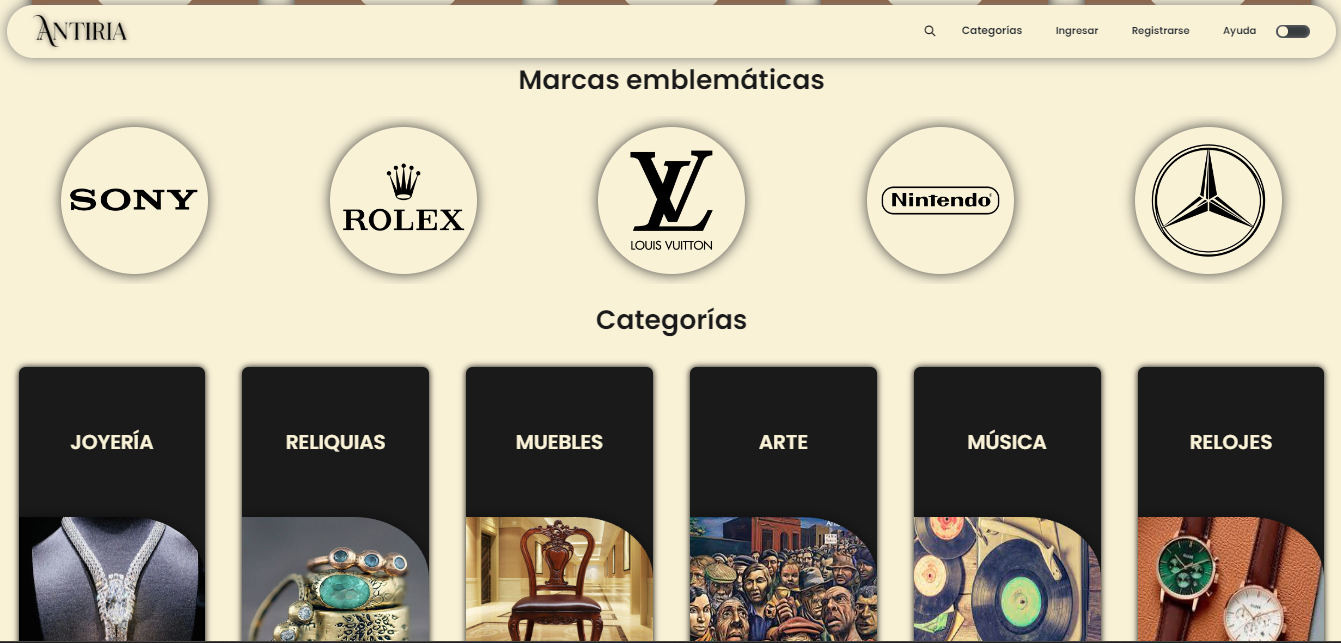 ANTIRIA
Categorías Ingresar Registrarse Ayuda
Marcas emblemáticas
SONY
ROLEX
LV
LOUIS VUITTON
Nintendo
Categorías
JOYERÍA
RELIQUIAS
MUEBLES
ARTE
MÚSICA
RELOJES